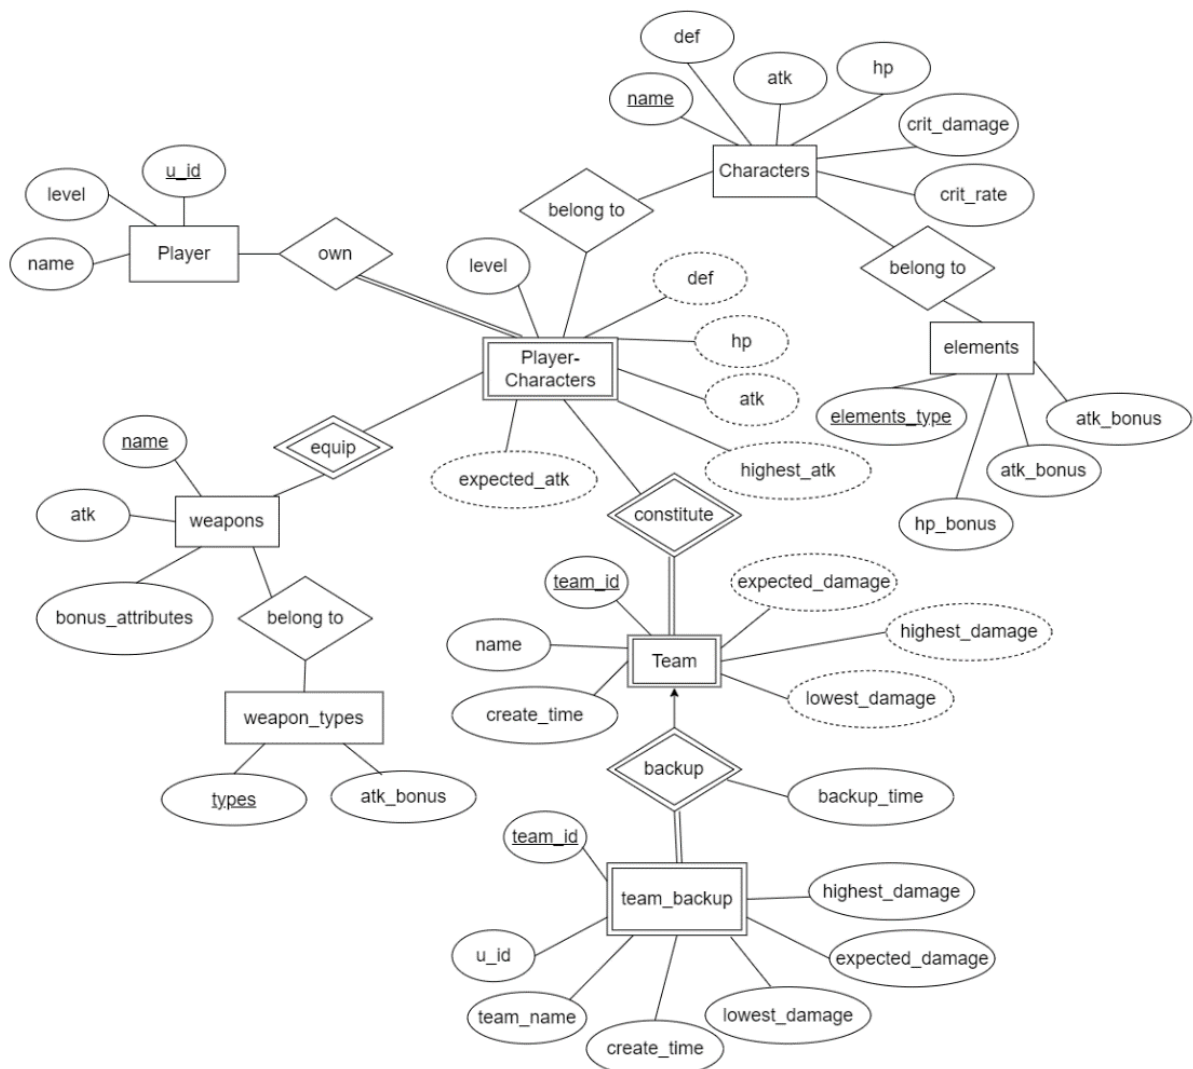 def
hp
atk
name
crit_damage
u_id
Characters
level
crit_rate
belong to
Player
own
name
level
belong to
def
hp
elements
Player-
Characters
atk
elements_type
atk_bonus
name
equip
highest_atk
atk_bonus
expected_atk
atk
weapons
constitute
hp_bonus
team_id
expected_damage
bonus_attributes
belong to
highest_damage
name
Team
lowest_damage
create_time
weapon_types
backup
types
atk_bonus
backup_time
team_id
highest_damage
team_backup
u_id
expected_damage
team_name
lowest_damage
create_time